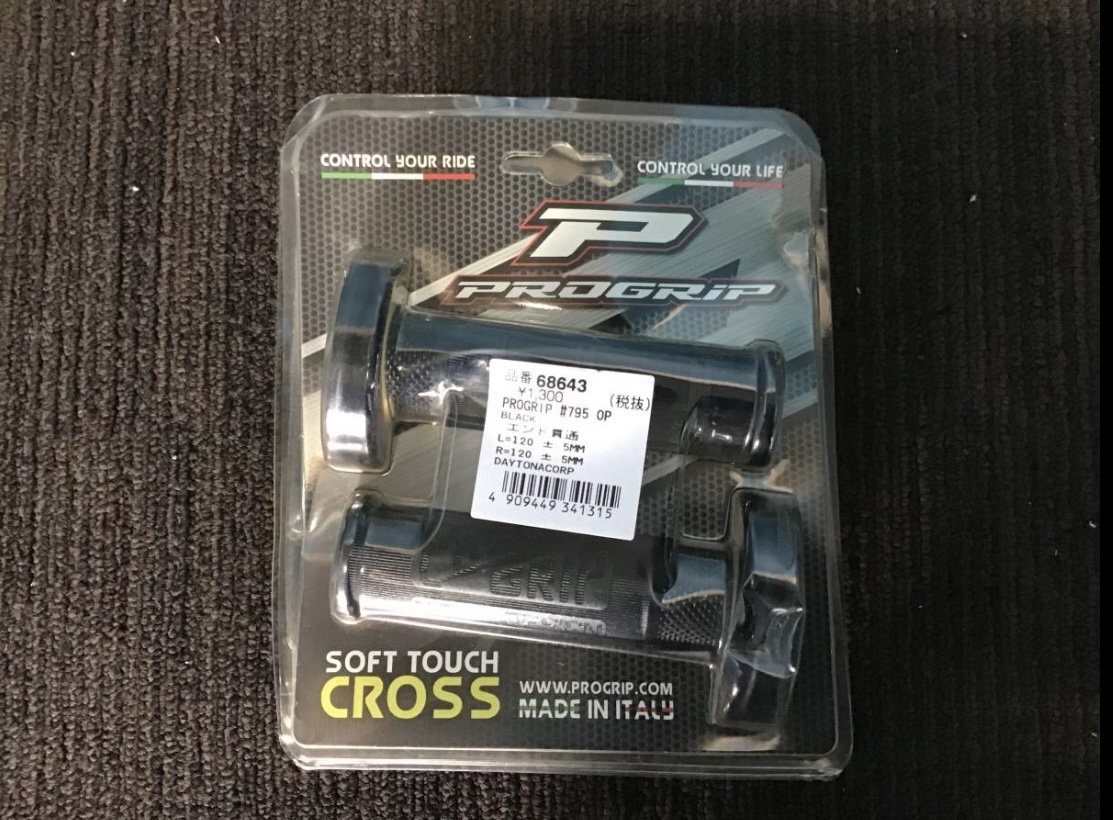 CONTROL YOUR RIDE
CONTROL YOUR LIFE
P
PROGRIP
品番 68643
¥1,300 (税抜)
PROGRIP #795 OP
BLACK
エンド貫通
L=120 ± 5MM
R=120 ± 5MM
DAYTONACORP
4 909449 341315
GRIP
DESIGN
SOFT TOUCH
CROSS
WWW.PROGRIP.COM
MADE IN ITALY